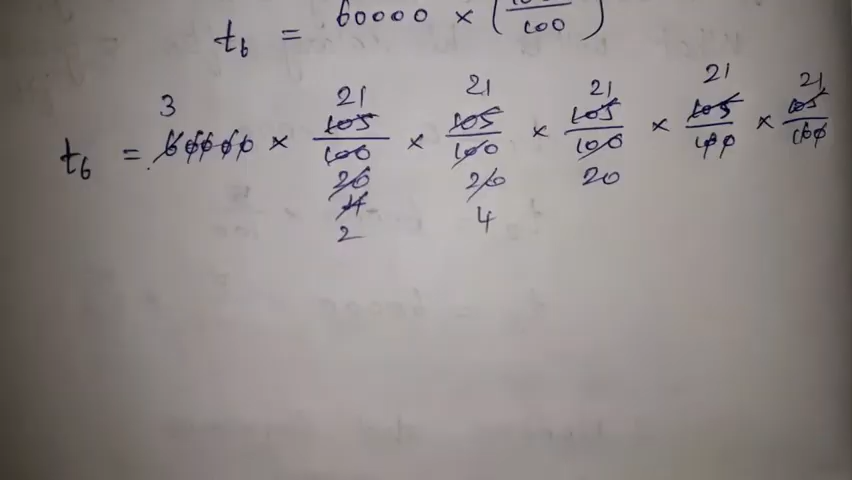 t₆ = 60000 × (/100)
3 21 21 21 21 21
t₆ = 60000 × 105/100 × 105/100 × 105/100 × 105/100 × 105/100
20 20 20
4 4
2